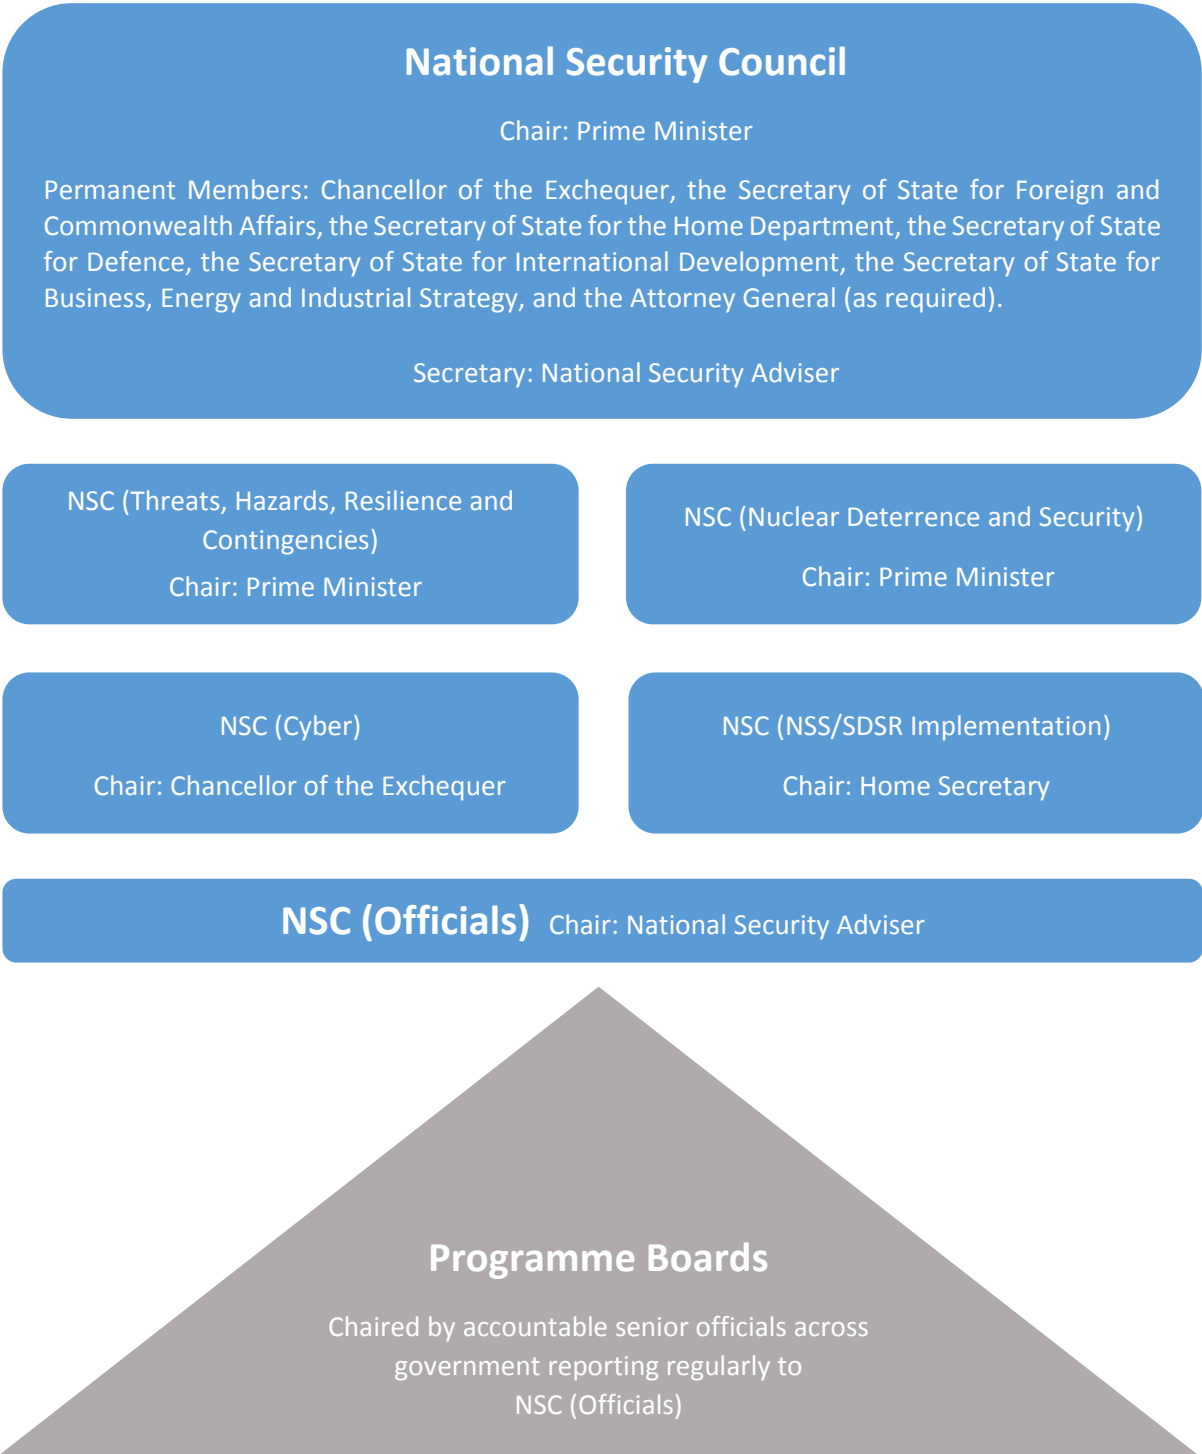 National Security Council
Chair: Prime Minister
Permanent Members: Chancellor of the Exchequer, the Secretary of State for Foreign and
Commonwealth Affairs, the Secretary of State for the Home Department, the Secretary of State
for Defence, the Secretary of State for International Development, the Secretary of State for
Business, Energy and Industrial Strategy, and the Attorney General (as required).
Secretary: National Security Adviser
NSC (Threats, Hazards, Resilience and
Contingencies)
Chair: Prime Minister
NSC (Nuclear Deterrence and Security)
Chair: Prime Minister
NSC (Cyber)
Chair: Chancellor of the Exchequer
NSC (NSS/SDSR Implementation)
Chair: Home Secretary
NSC (Officials) Chair: National Security Adviser
Programme Boards
Chaired by accountable senior officials across
government reporting regularly to
NSC (Officials)